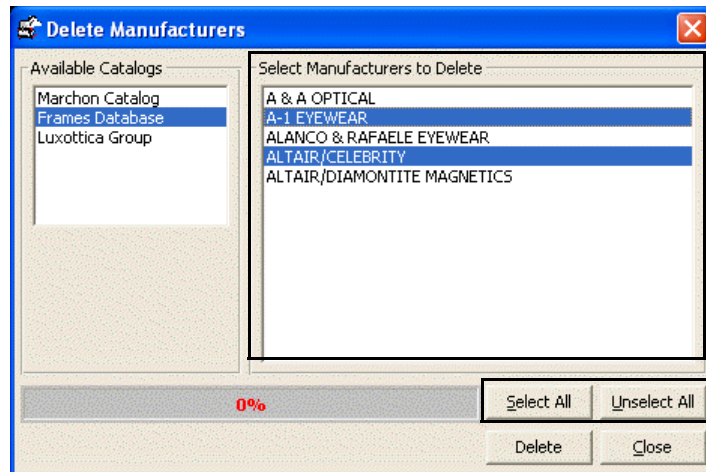 Delete Manufacturers
Available Catalogs
Marchon Catalog
Frames Database
Luxottica Group
Select Manufacturers to Delete
A & A OPTICAL
A-1 EYEWEAR
ALANCO & RAFAELE EYEWEAR
ALTAIR/CELEBRITY
ALTAIR/DIAMONTITE MAGNETICS
0%
Select All
Unselect All
Delete
Close